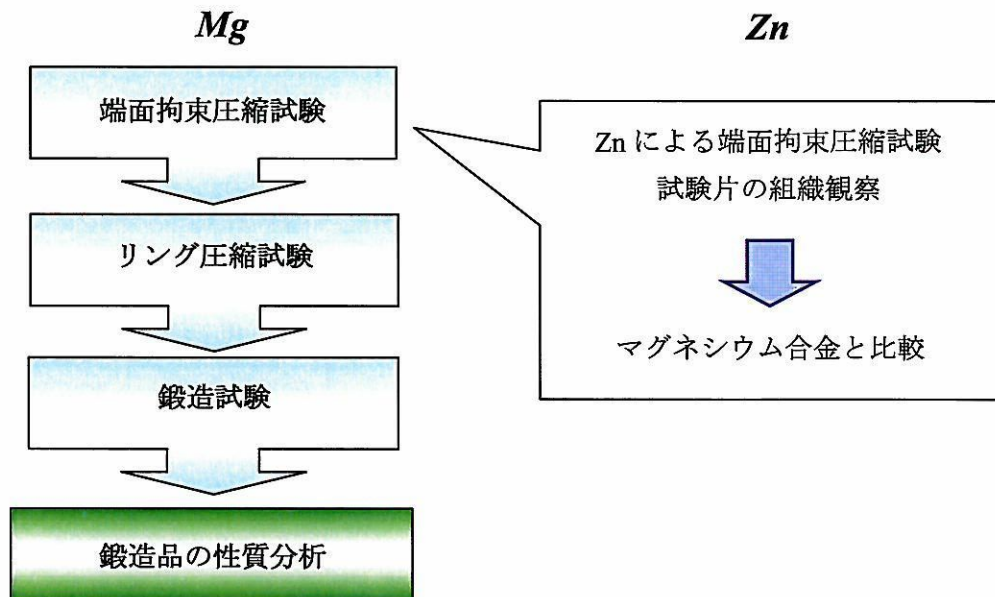 Mg
端面拘束圧縮試験
リング圧縮試験
鍛造試験
鍛造品の性質分析
Zn
Zn による端面拘束圧縮試験
試験片の組織観察
マグネシウム合金と比較